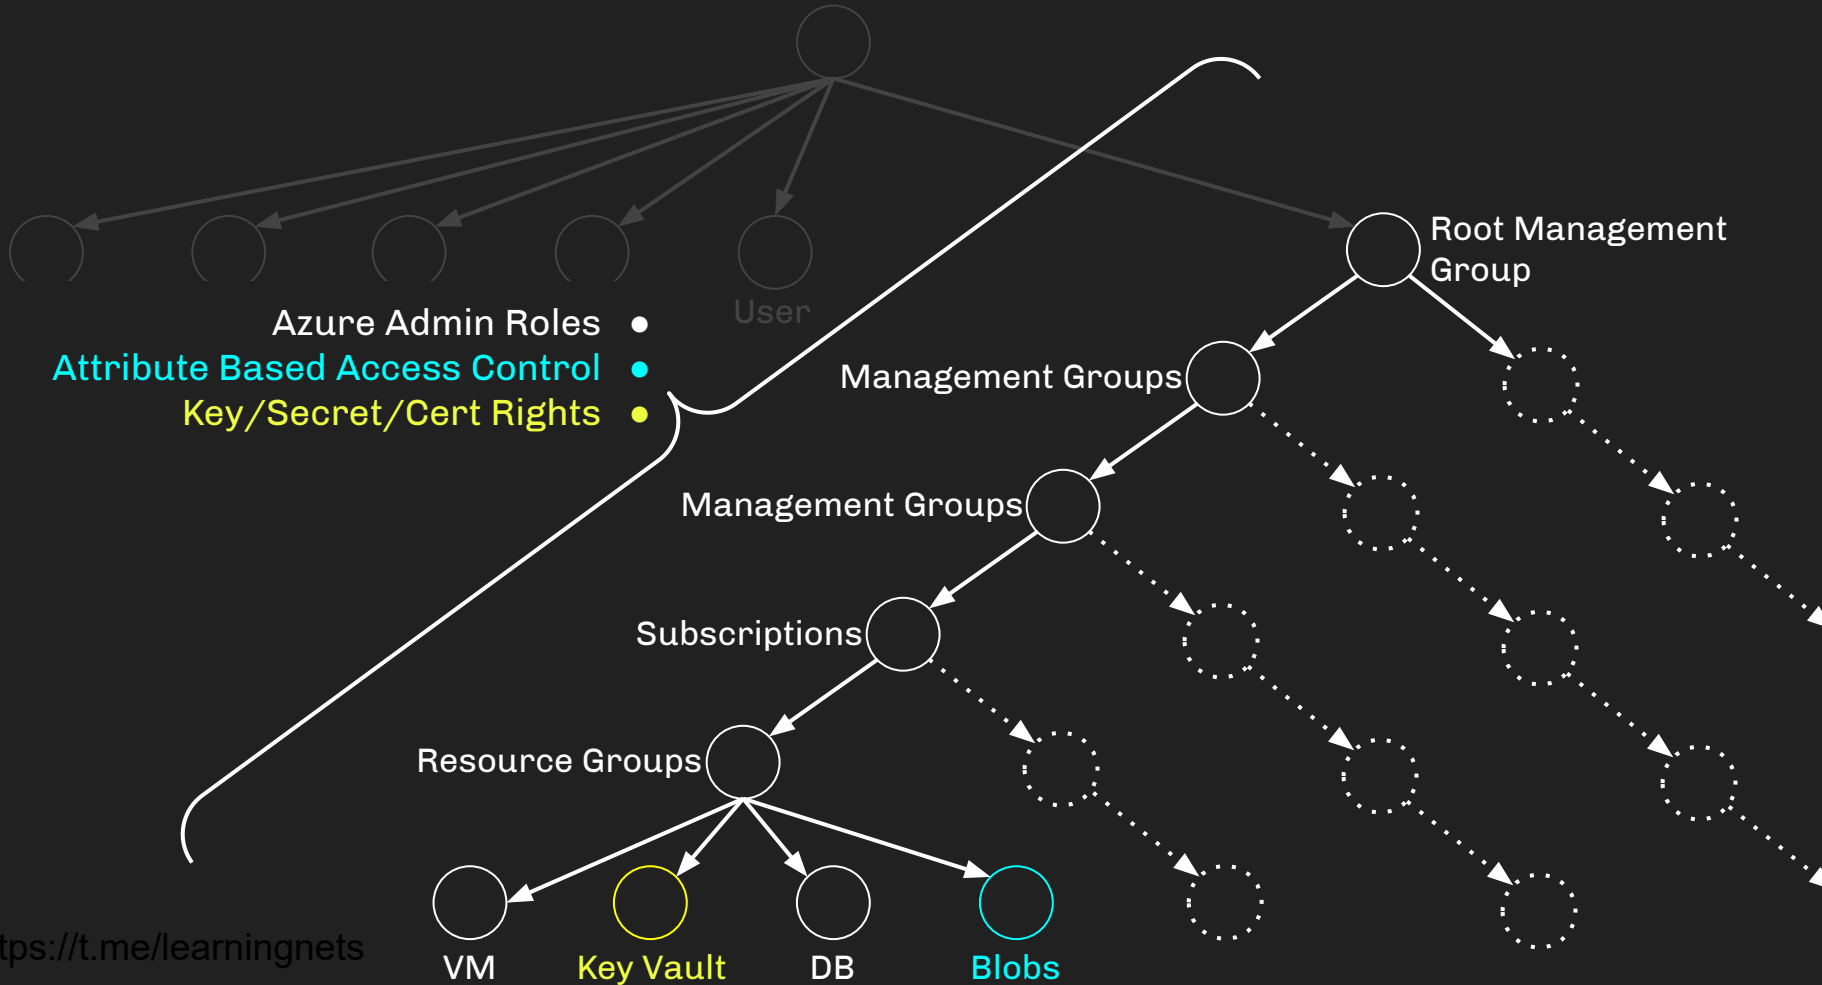 Root Management
Group
User
Azure Admin Roles
Attribute Based Access Control
Key/Secret/Cert Rights
Management Groups
Management Groups
Subscriptions
Resource Groups
tps://t.me/learningnets
VM
Key Vault
DB
Blobs